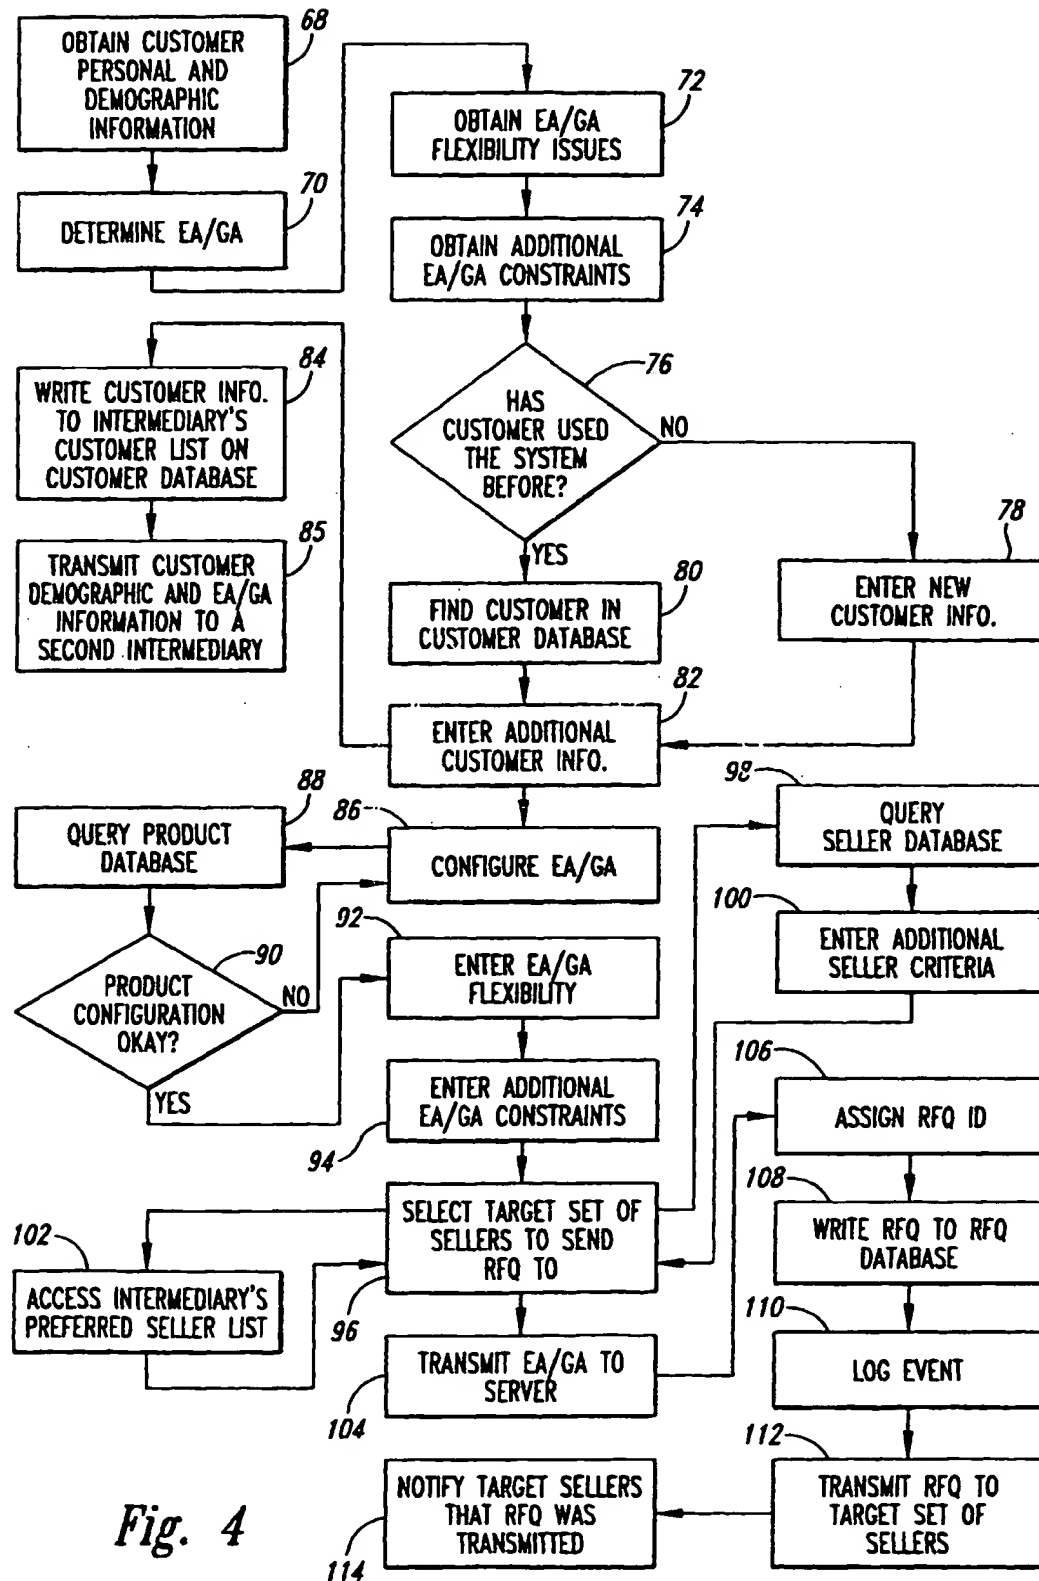 68
OBTAIN CUSTOMER
PERSONAL AND
DEMOGRAPHIC
INFORMATION
70
DETERMINE EA/GA
72
OBTAIN EA/GA
FLEXIBILITY ISSUES
74
OBTAIN ADDITIONAL
EA/GA CONSTRAINTS
76
HAS
CUSTOMER USED
THE SYSTEM
BEFORE?
NO
YES
78
ENTER NEW
CUSTOMER INFO.
80
FIND CUSTOMER IN
CUSTOMER DATABASE
82
ENTER ADDITIONAL
CUSTOMER INFO.
84
WRITE CUSTOMER INFO.
TO INTERMEDIARY'S
CUSTOMER LIST ON
CUSTOMER DATABASE
85
TRANSMIT CUSTOMER
DEMOGRAPHIC AND EA/GA
INFORMATION TO A
SECOND INTERMEDIARY
86
CONFIGURE EA/GA
88
QUERY PRODUCT
DATABASE
90
PRODUCT
CONFIGURATION
OKAY?
NO
YES
92
ENTER EA/GA
FLEXIBILITY
ENTER ADDITIONAL
EA/GA CONSTRAINTS
94
SELECT TARGET SET OF
SELLERS TO SEND
RFQ TO
96
98
QUERY
SELLER DATABASE
100
ENTER ADDITIONAL
SELLER CRITERIA
102
ACCESS INTERMEDIARY'S
PREFERRED SELLER LIST
TRANSMIT EA/GA TO
SERVER
104
106
ASSIGN RFQ ID
108
WRITE RFQ TO RFQ
DATABASE
110
LOG EVENT
112
TRANSMIT RFQ TO
TARGET SET OF
SELLERS
NOTIFY TARGET SELLERS
THAT RFQ WAS
TRANSMITTED
114
Fig. 4